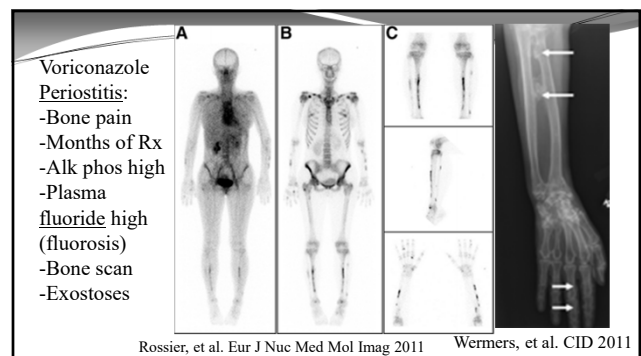 Voriconazole
Periostitis:
-Bone pain
-Months of Rx
-Alk phos high
-Plasma
fluoride high
(fluorosis)
-Bone scan
-Exostoses
A
B
C
Rossier, et al. Eur J Nuc Med Mol Imag 2011
Wermers, et al. CID 2011